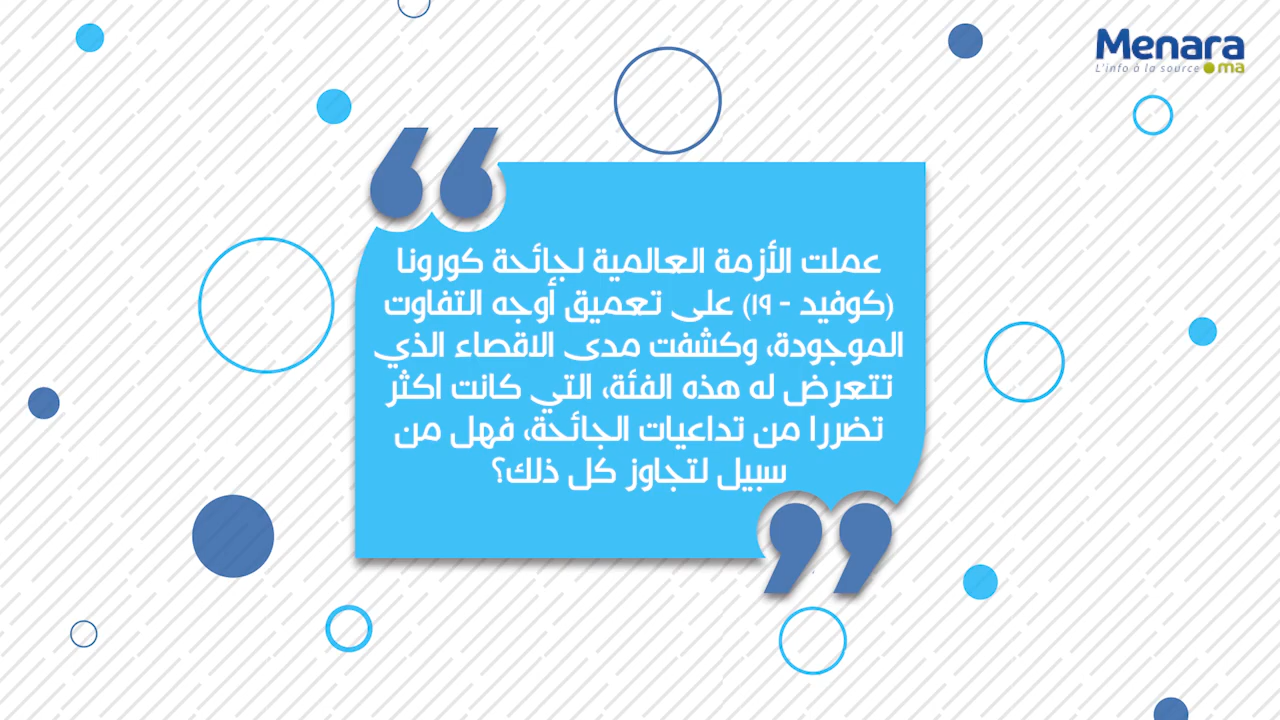 Menara
L'info à la source .ma
عملت الأزمة العالمية لجائحة كورونا
(كوفيد - ١٩) على تعميق أوجه التفاوت
الموجودة، وكشفت مدى الاقصاء الذي
تتعرض له هذه الفئة، التي كانت اكثر
تضررا من تداعيات الجائحة، فهل من
سبيل لتجاوز كل ذلك؟